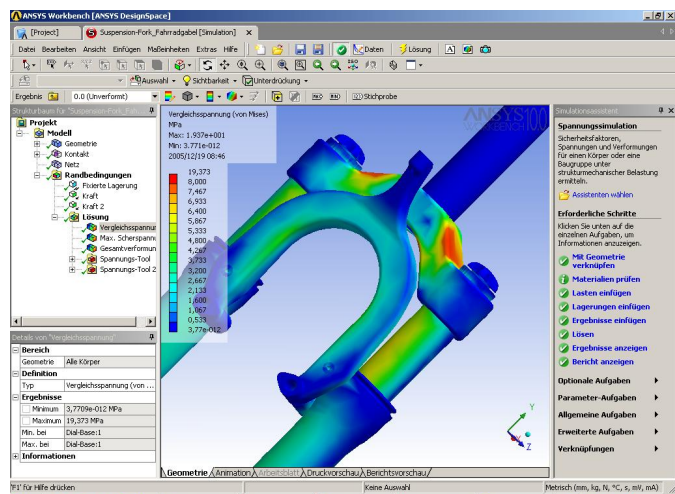 ANSYS Workbench [ANSYS DesignSpace]
[Project]
Suspension-Fork_Fahrradgabel [Simulation]
Datei Bearbeiten Ansicht Einfügen Maßeinheiten Extras Hilfe
Daten
Lösung
Auswahl
Sichtbarkeit
Unterdrückung
Ergebnis
0.0 (Unverformt)
Stichprobe
Strukturbaum für "Suspension-Fork_Fah...
Projekt
Modell
Geometrie
Kontakt
Netz
Randbedingungen
Fixierte Lagerung
Kraft
Kraft 2
Lösung
Vergleichsspannu
Max. Scherspann
Gesamtverformun
Spannungs-Tool
Spannungs-Tool 2
Details von "Vergleichsspannung"
Bereich
Geometrie Alle Körper
Definition
Typ Vergleichsspannung (von ...
Ergebnisse
Minimum 3,7709e-012 MPa
Maximum 19,373 MPa
Min. bei Dial-Base:1
Max. bei Dial-Base:1
Informationen
Vergleichsspannung (von Mises)
MPa
Max: 1.937e+001
Min: 3.771e-012
2005/12/19 08:46
19,373
8,000
7,467
6,933
6,400
5,867
5,333
4,800
4,267
3,733
3,200
2,667
2,133
1,600
1,067
0,533
3,77e-012
ANSYS 10.0
WORKBENCH
Y
X
Z
Geometrie Animation Arbeitsblatt Druckvorschau Berichtsvorschau
Simulationsassistent
Spannungssimulation
Sicherheitsfaktoren,
Spannungen und Verformungen
für einen Körper oder eine
Baugruppe unter
strukturmechanischer Belastung
ermitteln.
Assistenten wählen
Erforderliche Schritte
Klicken Sie unten auf die
einzelnen Aufgaben, um
Informationen anzuzeigen.
Mit Geometrie
verknüpfen
Materialien prüfen
Lasten einfügen
Lagerungen einfügen
Ergebnisse einfügen
Lösen
Ergebnisse anzeigen
Bericht anzeigen
Optionale Aufgaben
Parameter-Aufgaben
Allgemeine Aufgaben
Erweiterte Aufgaben
Verknüpfungen
'F1' für Hilfe drücken
Keine Auswahl
Metrisch (mm, kg, N, °C, s, mV, mA)